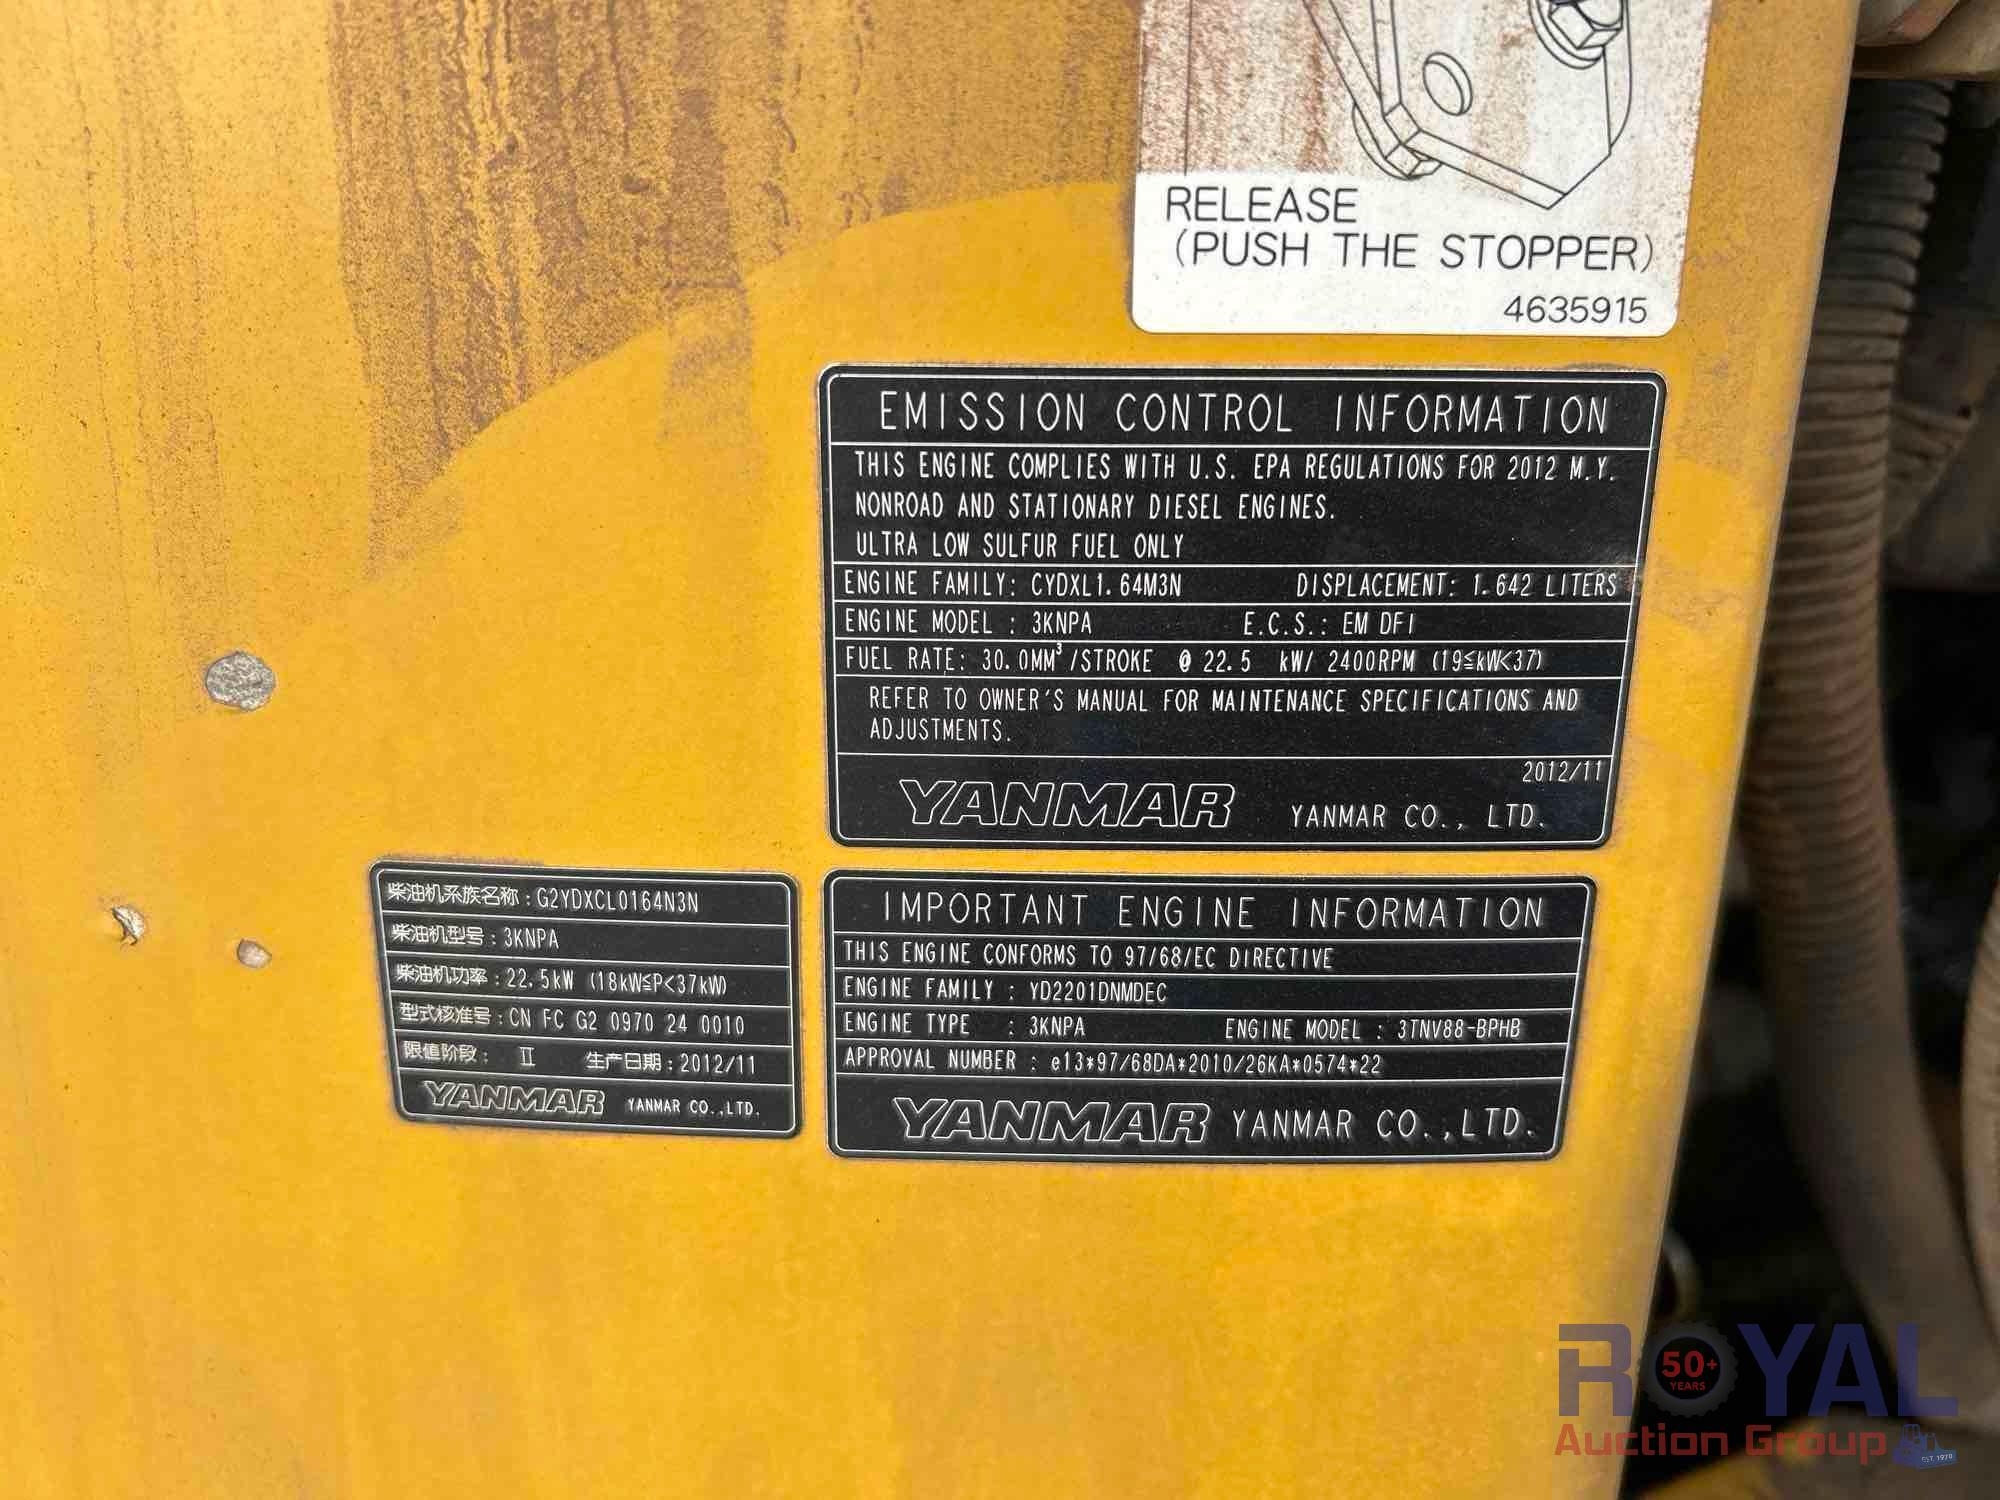 RELEASE
(PUSH THE STOPPER)
4635915
EMISSION CONTROL INFORMATION
THIS ENGINE COMPLIES WITH U.S. EPA REGULATIONS FOR 2012 M.Y.
NONROAD AND STATIONARY DIESEL ENGINES.
ULTRA LOW SULFUR FUEL ONLY
ENGINE FAMILY: CYDXL1.64M3N DISPLACEMENT: 1.642 LITERS
ENGINE MODEL : 3KNPA E.C.S.: EM DFI
FUEL RATE: 30.0MM³/STROKE @ 22.5 kW/ 2400RPM (19≦kW<37)
REFER TO OWNER'S MANUAL FOR MAINTENANCE SPECIFICATIONS AND
ADJUSTMENTS.
2012/11
YANMAR YANMAR CO., LTD.
柴油机系族名称：G2YDXCL0164N3N
柴油机型号：3KNPA
柴油机功率：22.5kW (18kW≦P<37kW)
型式核准号：CN FC G2 0970 24 0010
限值阶段： Ⅱ 生产日期：2012/11
YANMAR YANMAR CO.,LTD.
IMPORTANT ENGINE INFORMATION
THIS ENGINE CONFORMS TO 97/68/EC DIRECTIVE
ENGINE FAMILY : YD2201DNMDEC
ENGINE TYPE : 3KNPA ENGINE MODEL : 3TNV88-BPHB
APPROVAL NUMBER : e13*97/68DA*2010/26KA*0574*22
YANMAR YANMAR CO.,LTD.
ROYAL
50+
YEARS
Auction Group
EST. 1970